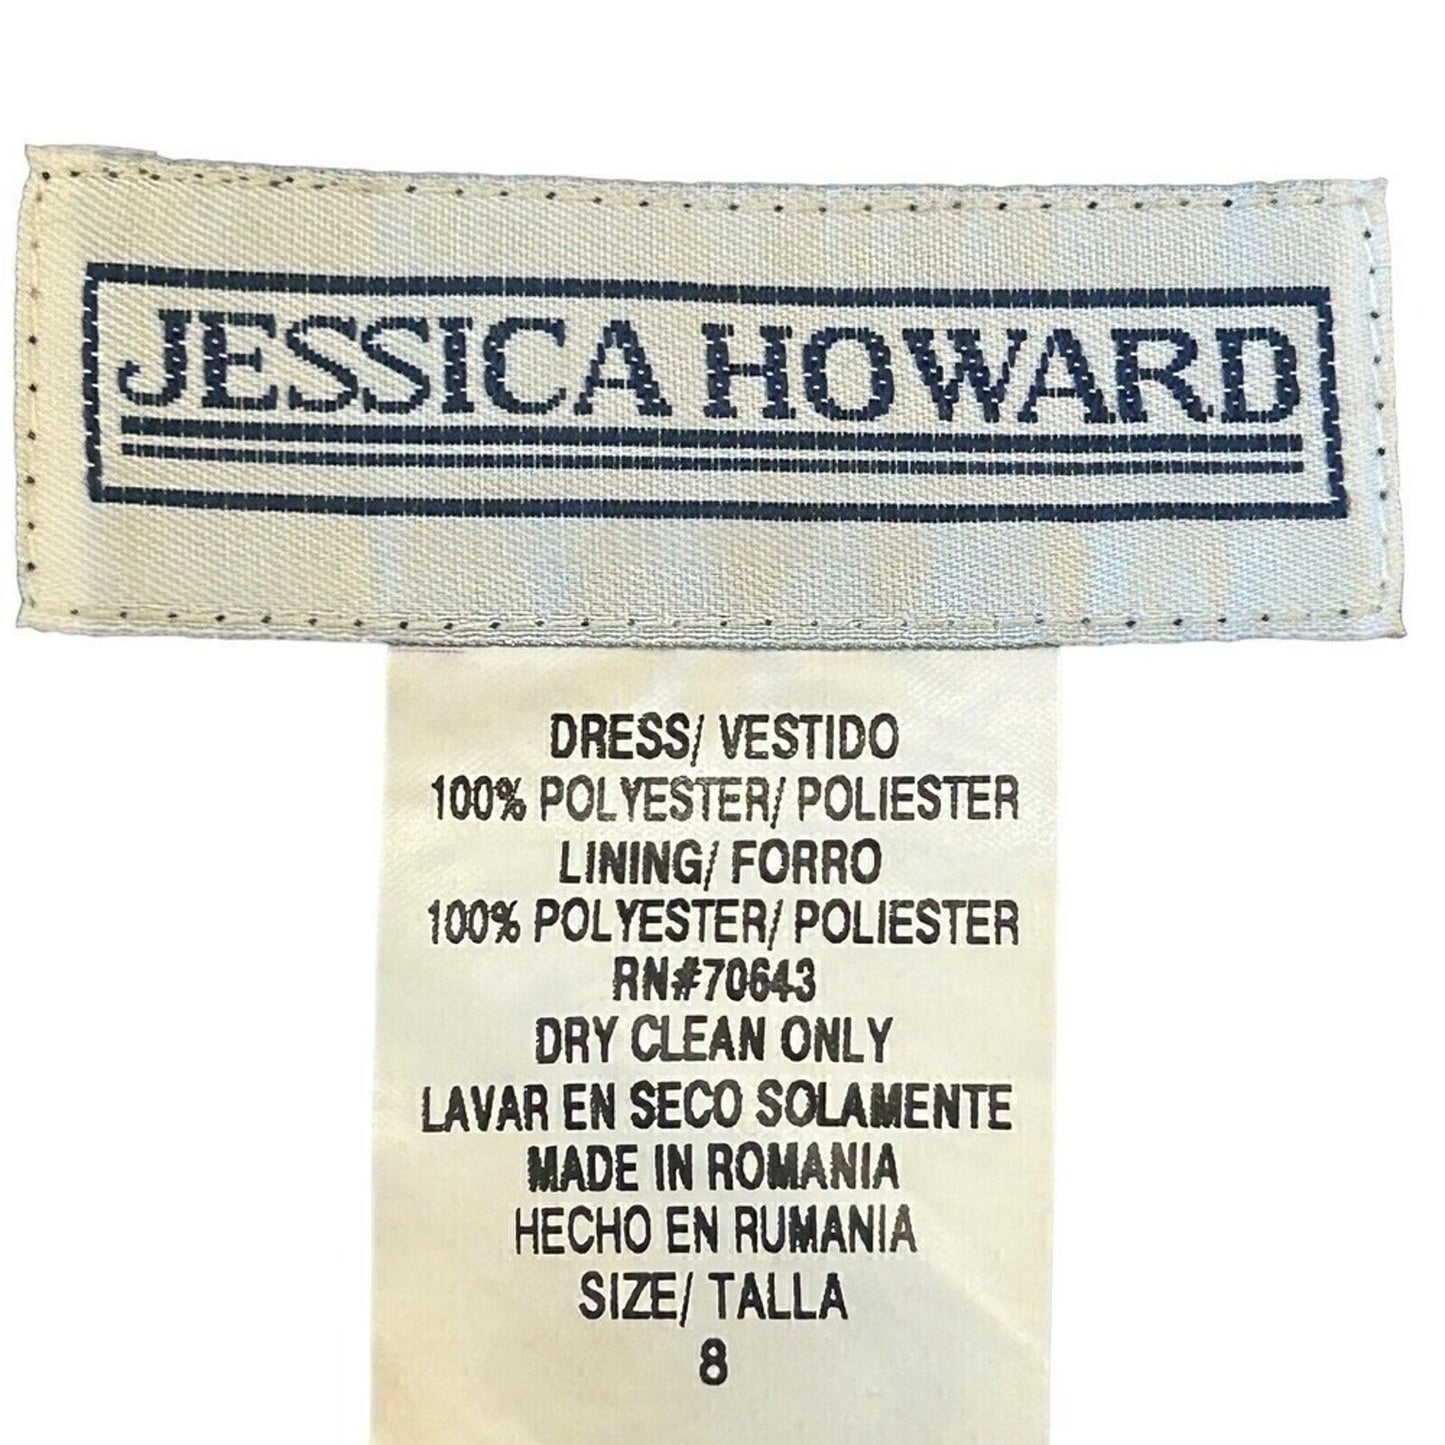 JESSICA HOWARD
DRESS/ VESTIDO
100% POLYESTER/ POLIESTER
LINING/ FORRO
100% POLYESTER/ POLIESTER
RN#70643
DRY CLEAN ONLY
LAVAR EN SECO SOLAMENTE
MADE IN ROMANIA
HECHO EN RUMANIA
SIZE/ TALLA
8